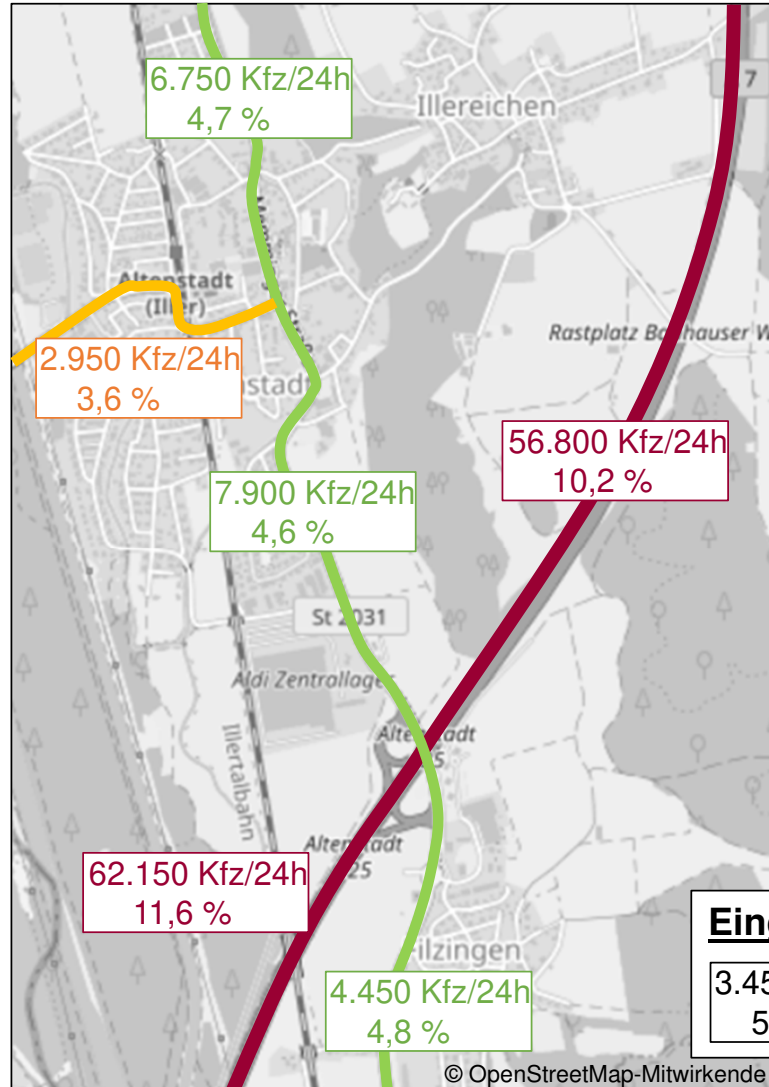 6.750 Kfz/24h
4,7 %
7
Illereichen
Altenstadt
(Iller)
Rastplatz
2.950 Kfz/24h
3,6 %
56.800 Kfz/24h
10,2 %
7.900 Kfz/24h
4,6 %
St 2031
Aldi Zentrallager
Illertalbahn
Altenstadt
Altenstadt
62.150 Kfz/24h
11,6 %
4.450 Kfz/24h
4,8 %
© OpenStreetMap-Mitwirkende